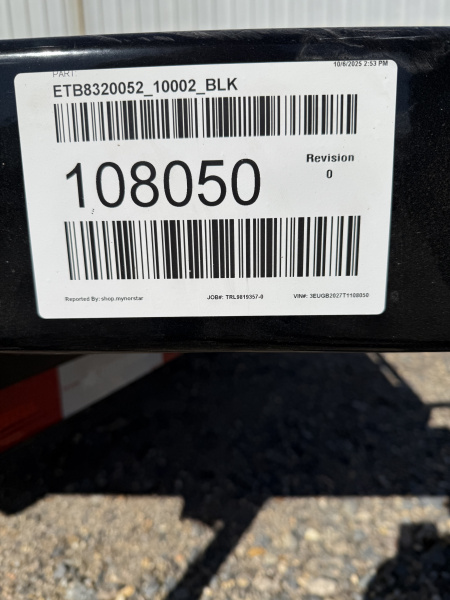 10/6/2025 2:53 PM
PART:
ETB8320052_10002_BLK
108050
Revision
0
Reported By: shop.mynorstar
JOB#: TRL9819357-0
VIN#: 3EUGB2027T1108050